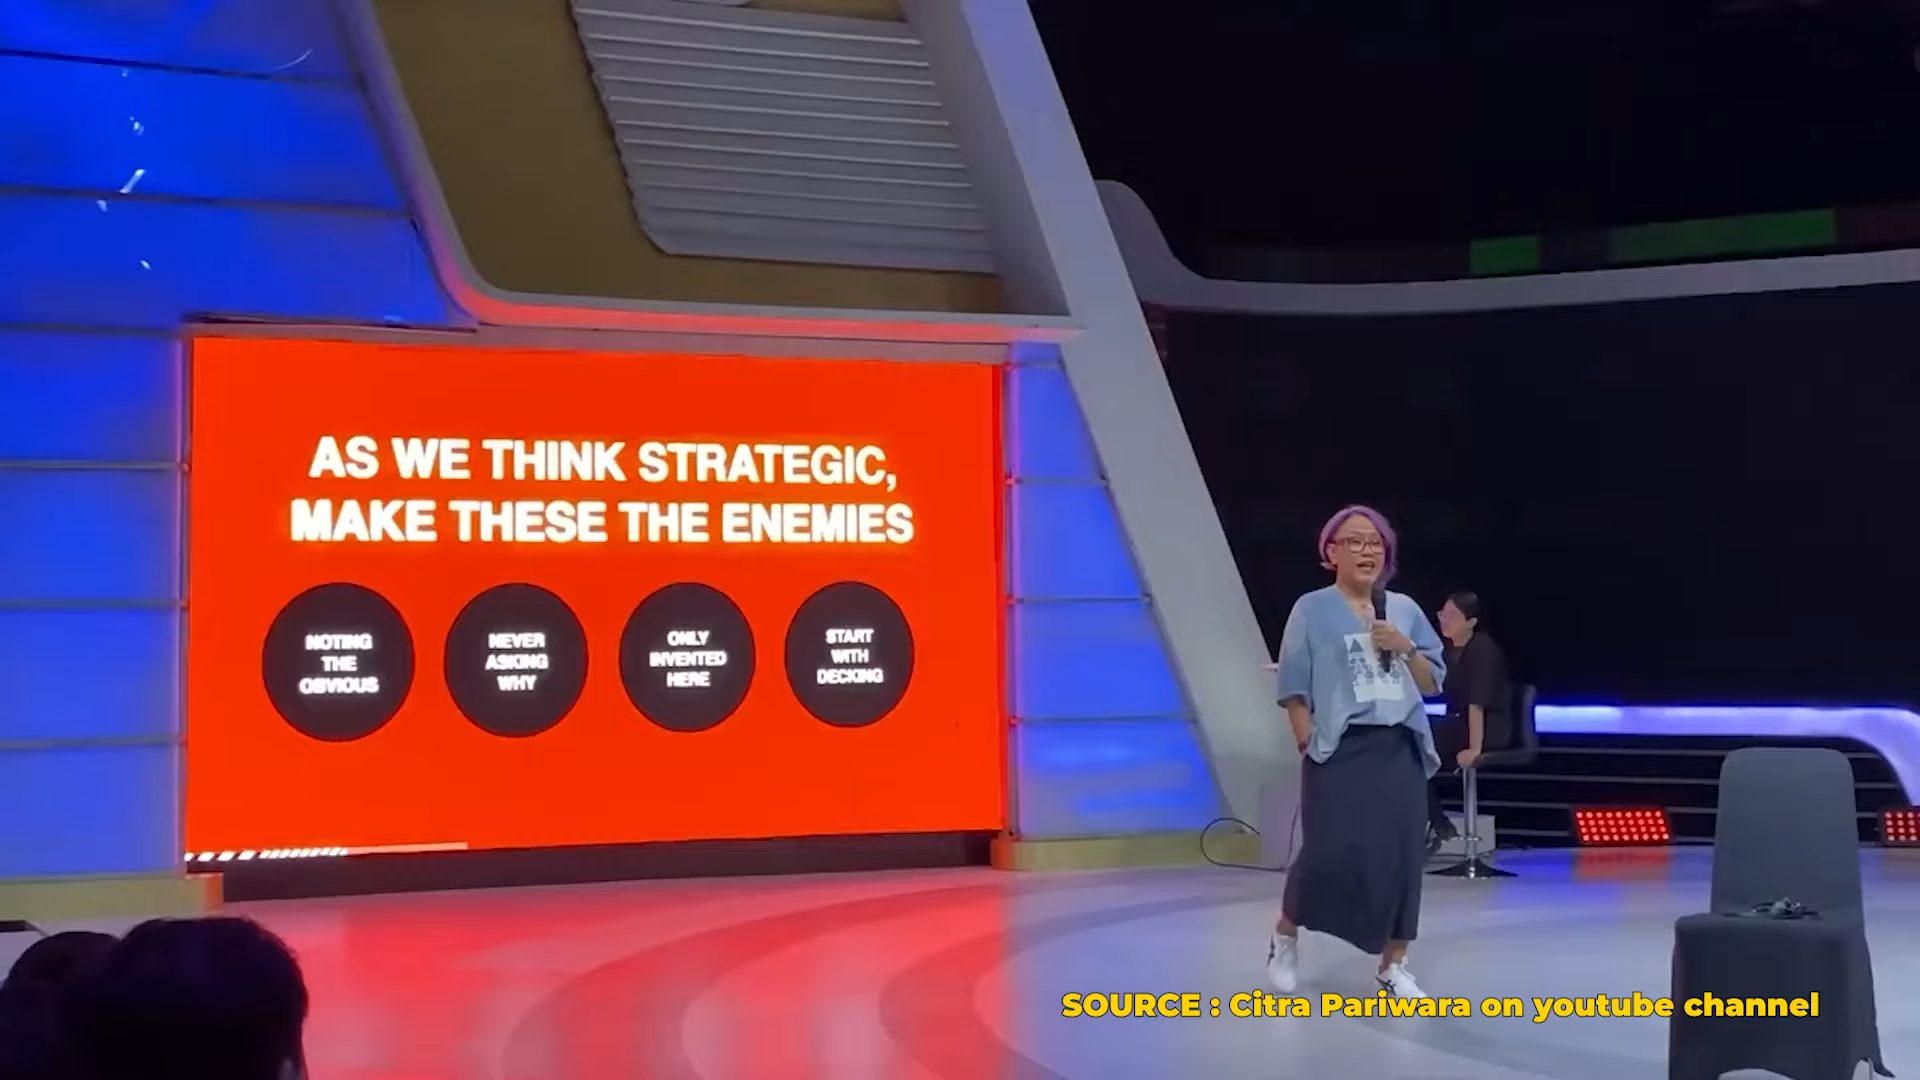 AS WE THINK STRATEGIC,
MAKE THESE THE ENEMIES
NOTING
THE
OBVIOUS
NEVER
ASKING
WHY
ONLY
INVENTED
HERE
START
WITH
DECKING
SOURCE : Citra Pariwara on youtube channel